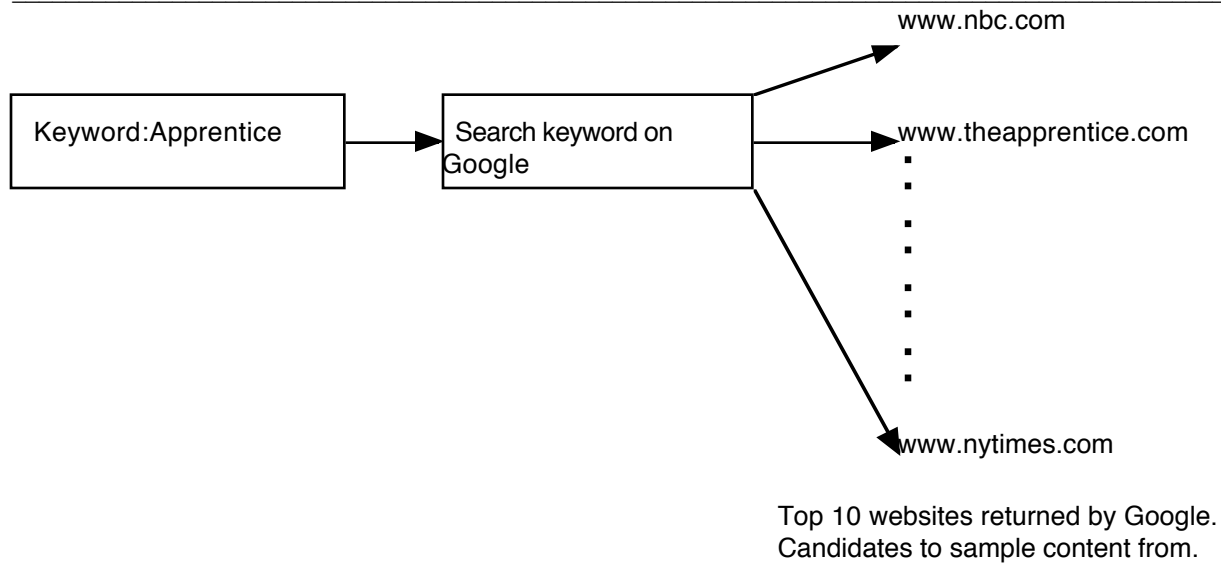 www.nbc.com
Keyword:Apprentice
Search keyword on
Google
www.theapprentice.com
www.nytimes.com
Top 10 websites returned by Google.
Candidates to sample content from.